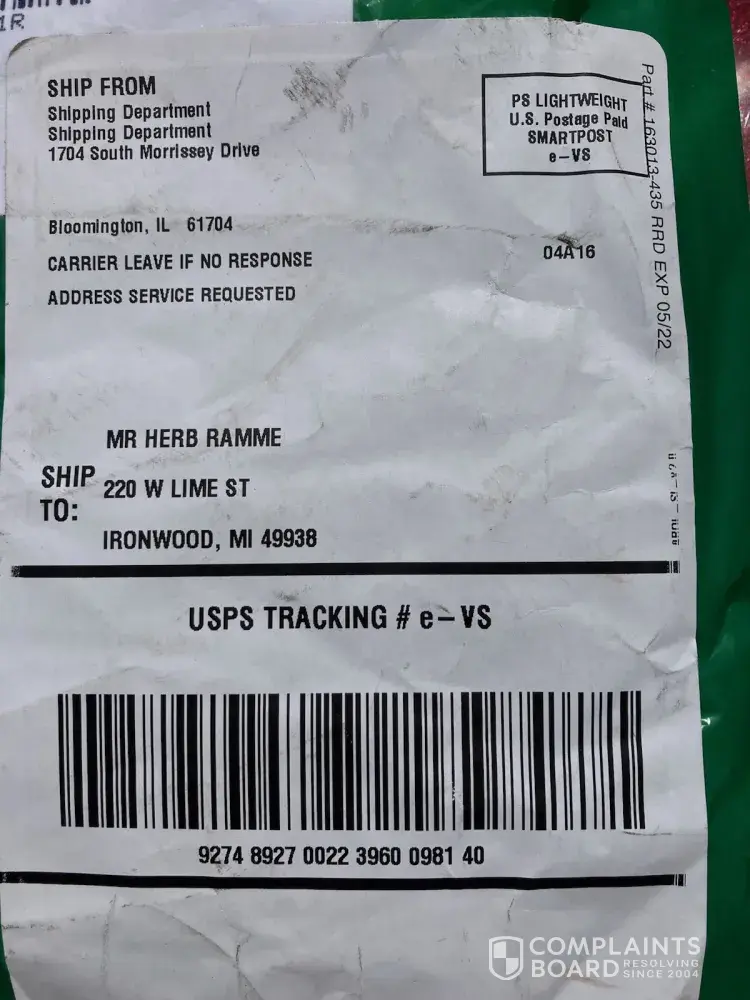 1R
SHIP FROM
Shipping Department
Shipping Department
1704 South Morrissey Drive
PS LIGHTWEIGHT
U.S. Postage Paid
SMARTPOST
e-VS
Part # 163013-435 RRD EXP 05/22
Bloomington, IL 61704
CARRIER LEAVE IF NO RESPONSE
04A16
ADDRESS SERVICE REQUESTED
MR HERB RAMME
SHIP TO:
220 W LIME ST
IRONWOOD, MI 49938
USPS TRACKING # e-VS
9274 8927 0022 3960 0981 40
COMPLAINTS
BOARD RESOLVING SINCE 2004